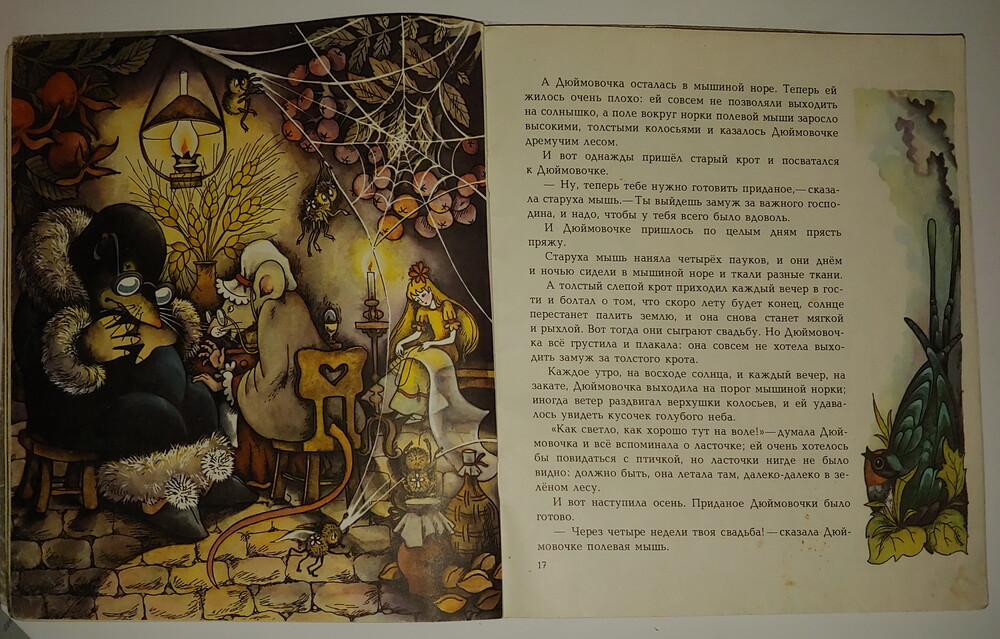 А Дюймовочка осталась в мышиной норе. Теперь ей
жилось очень плохо: ей совсем не позволяли выходить
на солнышко, а поле вокруг норки полевой мыши заросло
высокими, толстыми колосьями и казалось Дюймовочке
дремучим лесом.
И вот однажды пришёл старый крот и посватался
к Дюймовочке.
— Ну, теперь тебе нужно готовить приданое,— сказа-
ла старуха мышь.— Ты выйдешь замуж за важного госпо-
дина, и надо, чтобы у тебя всего было вдоволь.
И Дюймовочке пришлось по целым дням прясть
пряжу.
Старуха мышь наняла четырёх пауков, и они днём
и ночью сидели в мышиной норе и ткали разные ткани.
А толстый слепой крот приходил каждый вечер в гос-
ти и болтал о том, что скоро лету будет конец, солнце
перестанет палить землю, и она снова станет мягкой
и рыхлой. Вот тогда они сыграют свадьбу. Но Дюймовоч-
ка всё грустила и плакала: она совсем не хотела выхо-
дить замуж за толстого крота.
Каждое утро, на восходе солнца, и каждый вечер, на
закате, Дюймовочка выходила на порог мышиной норки;
иногда ветер раздвигал верхушки колосьев, и ей удава-
лось увидеть кусочек голубого неба.
«Как светло, как хорошо тут на воле!»—думала Дюй-
мовочка и всё вспоминала о ласточке; ей очень хотелось
бы повидаться с птичкой, но ласточки нигде не было
видно: должно быть, она летала там, далеко-далеко в зе-
лёном лесу.
И вот наступила осень. Приданое Дюймовочки было
готово.
— Через четыре недели твоя свадьба!—сказала Дюй-
мовочке полевая мышь.
17